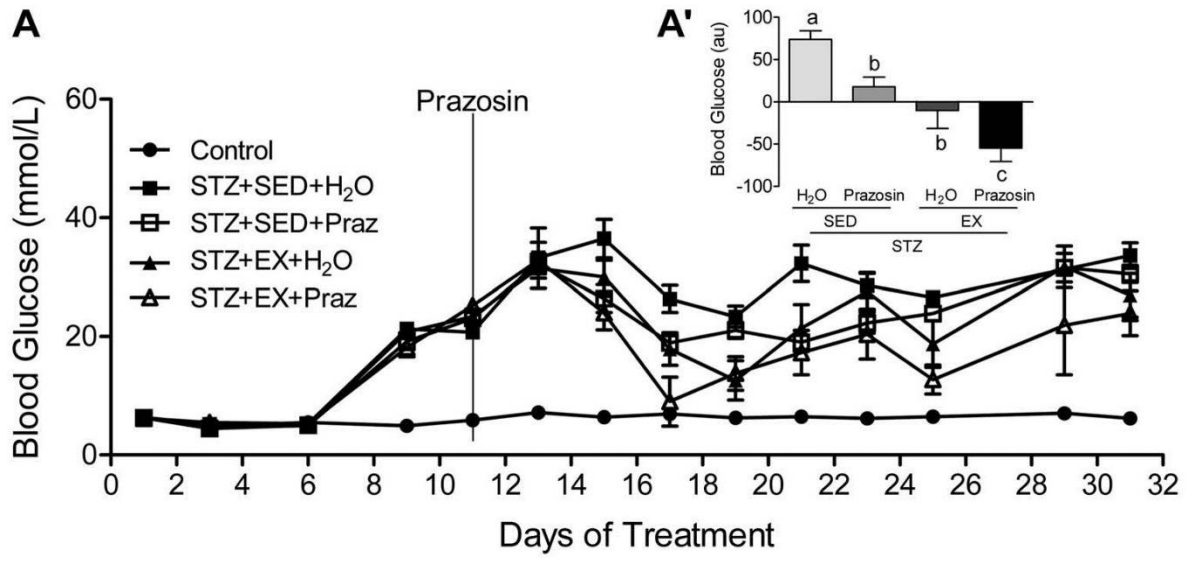 A
A'
Blood Glucose (au)
100
50
0
-50
-100
a
b
b
c
H₂O Prazosin H₂O Prazosin
SED EX
STZ
Blood Glucose (mmol/L)
60
40
20
0
Prazosin
Control
STZ+SED+H₂O
STZ+SED+Praz
STZ+EX+H₂O
STZ+EX+Praz
0 2 4 6 8 10 12 14 16 18 20 22 24 26 28 30 32
Days of Treatment